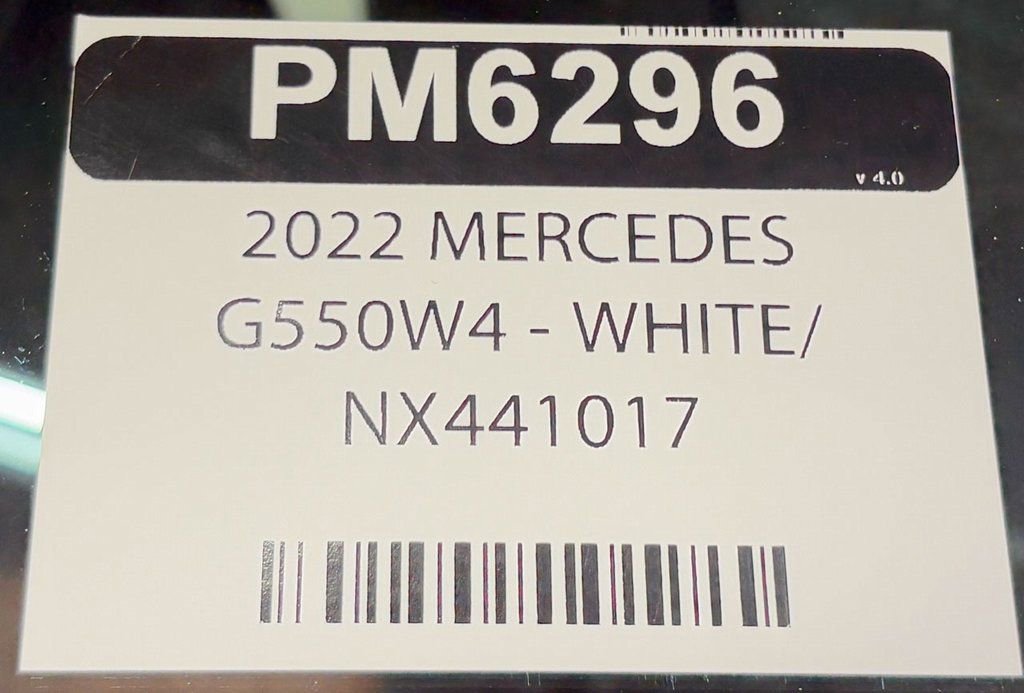 PM6296
v 4.0
2022 MERCEDES
G550W4 - WHITE/
NX441017